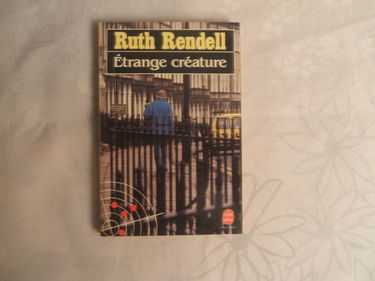 Ruth Rendell
Étrange créature